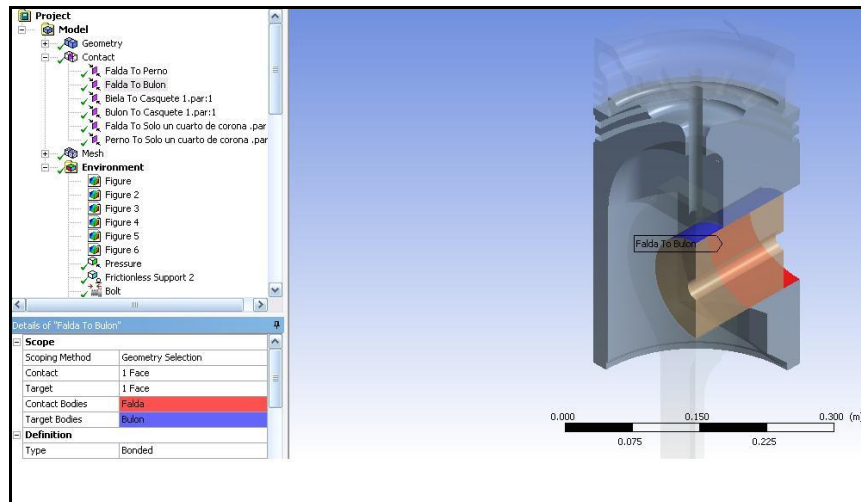 Project
Model
Geometry
Contact
Falda To Perno
Falda To Bulon
Biela To Casquete 1.par:1
Bulon To Casquete 1.par:1
Falda To Solo un cuarto de corona .par
Perno To Solo un cuarto de corona .par
Mesh
Environment
Figure
Figure 2
Figure 3
Figure 4
Figure 5
Figure 6
Pressure
Frictionless Support 2
Bolt
Details of "Falda To Bulon"
Scope
Scoping Method Geometry Selection
Contact 1 Face
Target 1 Face
Contact Bodies Falda
Target Bodies Bulon
Definition
Type Bonded
Falda To Bulon
0.000 0.150 0.300 (m
0.075 0.225